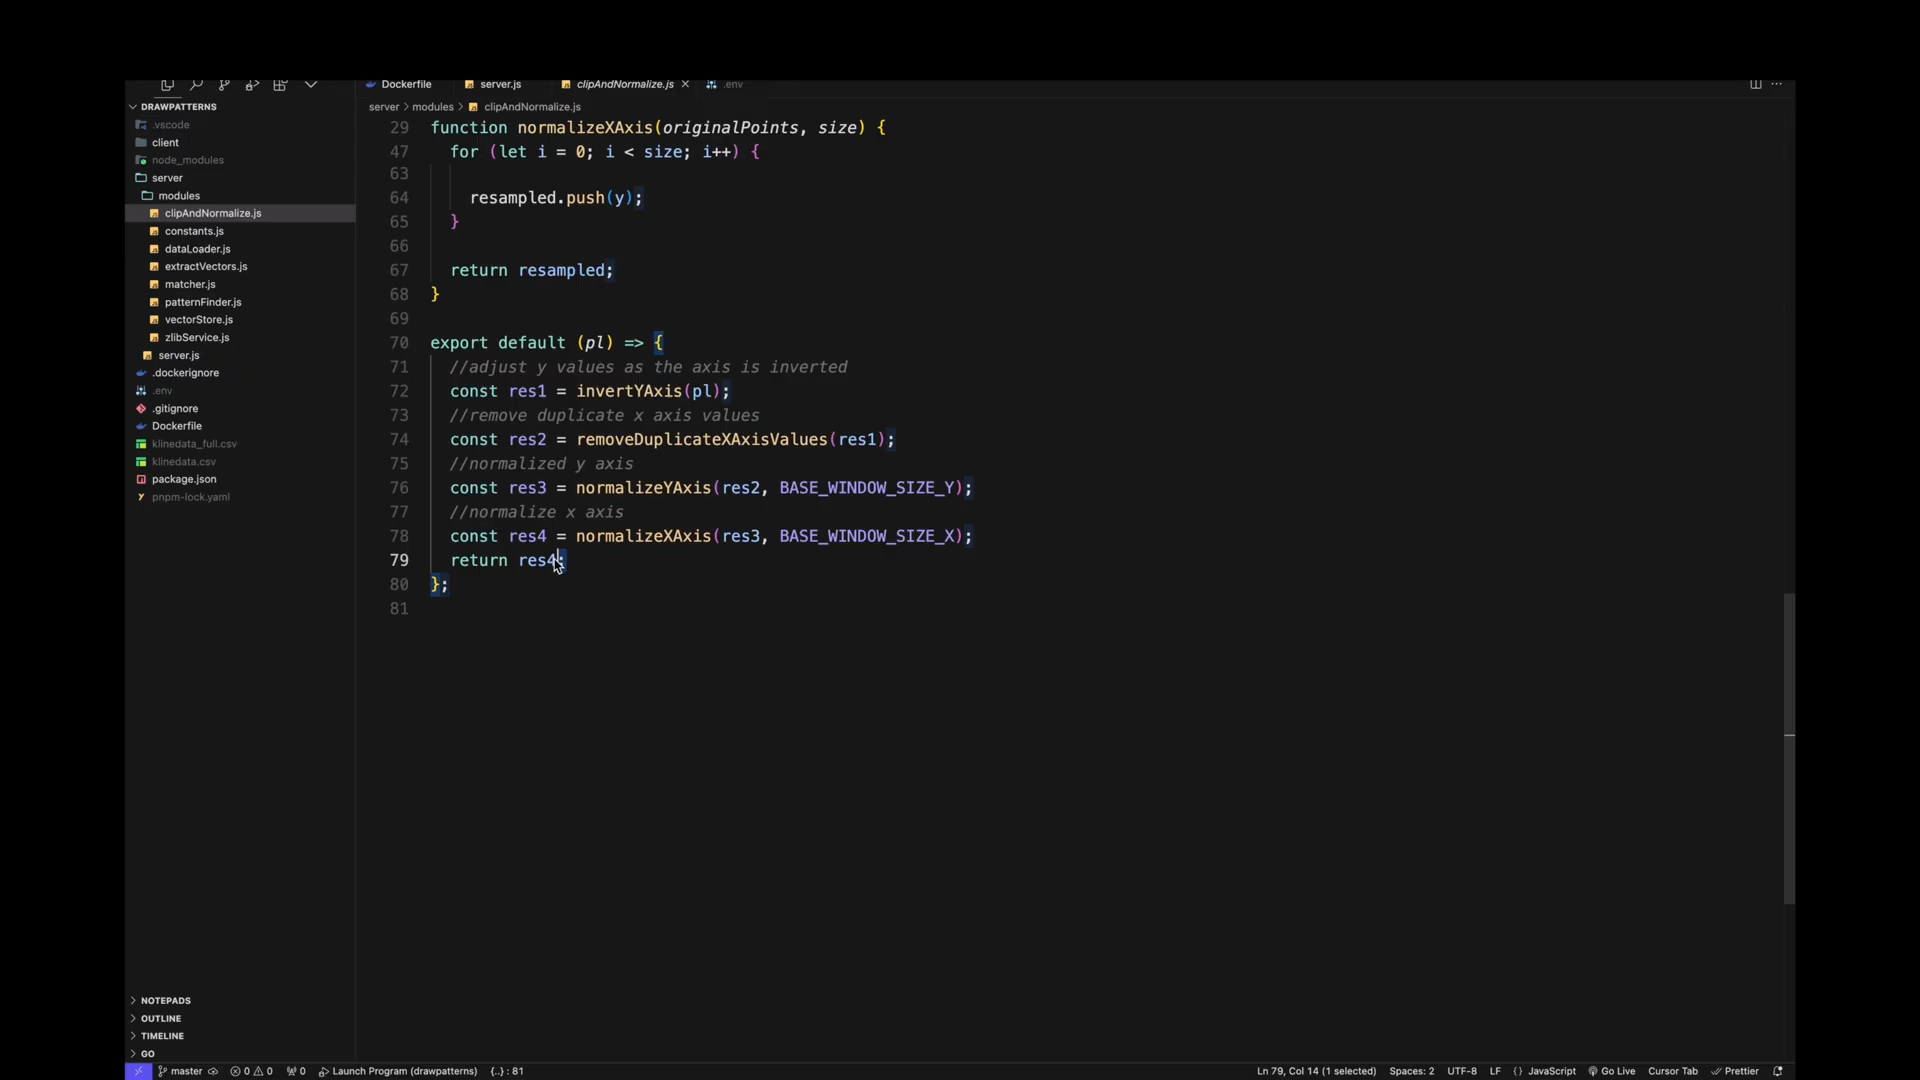 Dockerfile
server.js
clipAndNormalize.js
.env
DRAWPATTERNS
.vscode
client
node_modules
server
modules
clipAndNormalize.js
constants.js
dataLoader.js
extractVectors.js
matcher.js
patternFinder.js
vectorStore.js
zlibService.js
server.js
.dockerignore
.env
.gitignore
Dockerfile
klinedata_full.csv
klinedata.csv
package.json
pnpm-lock.yaml
NOTEPADS
OUTLINE
TIMELINE
GO
server > modules > clipAndNormalize.js
29 function normalizeXAxis(originalPoints, size) {
47 for (let i = 0; i < size; i++) {
63
64 resampled.push(y);
65 }
66
67 return resampled;
68 }
69
70 export default (pl) => {
71 //adjust y values as the axis is inverted
72 const res1 = invertYAxis(pl);
73 //remove duplicate x axis values
74 const res2 = removeDuplicateXAxisValues(res1);
75 //normalized y axis
76 const res3 = normalizeYAxis(res2, BASE_WINDOW_SIZE_Y);
77 //normalize x axis
78 const res4 = normalizeXAxis(res3, BASE_WINDOW_SIZE_X);
79 return res4;
80 };
81
master 0 0 0 Launch Program (drawpatterns) {..} : 81 Ln 79, Col 14 (1 selected) Spaces: 2 UTF-8 LF {} JavaScript Go Live Cursor Tab Prettier